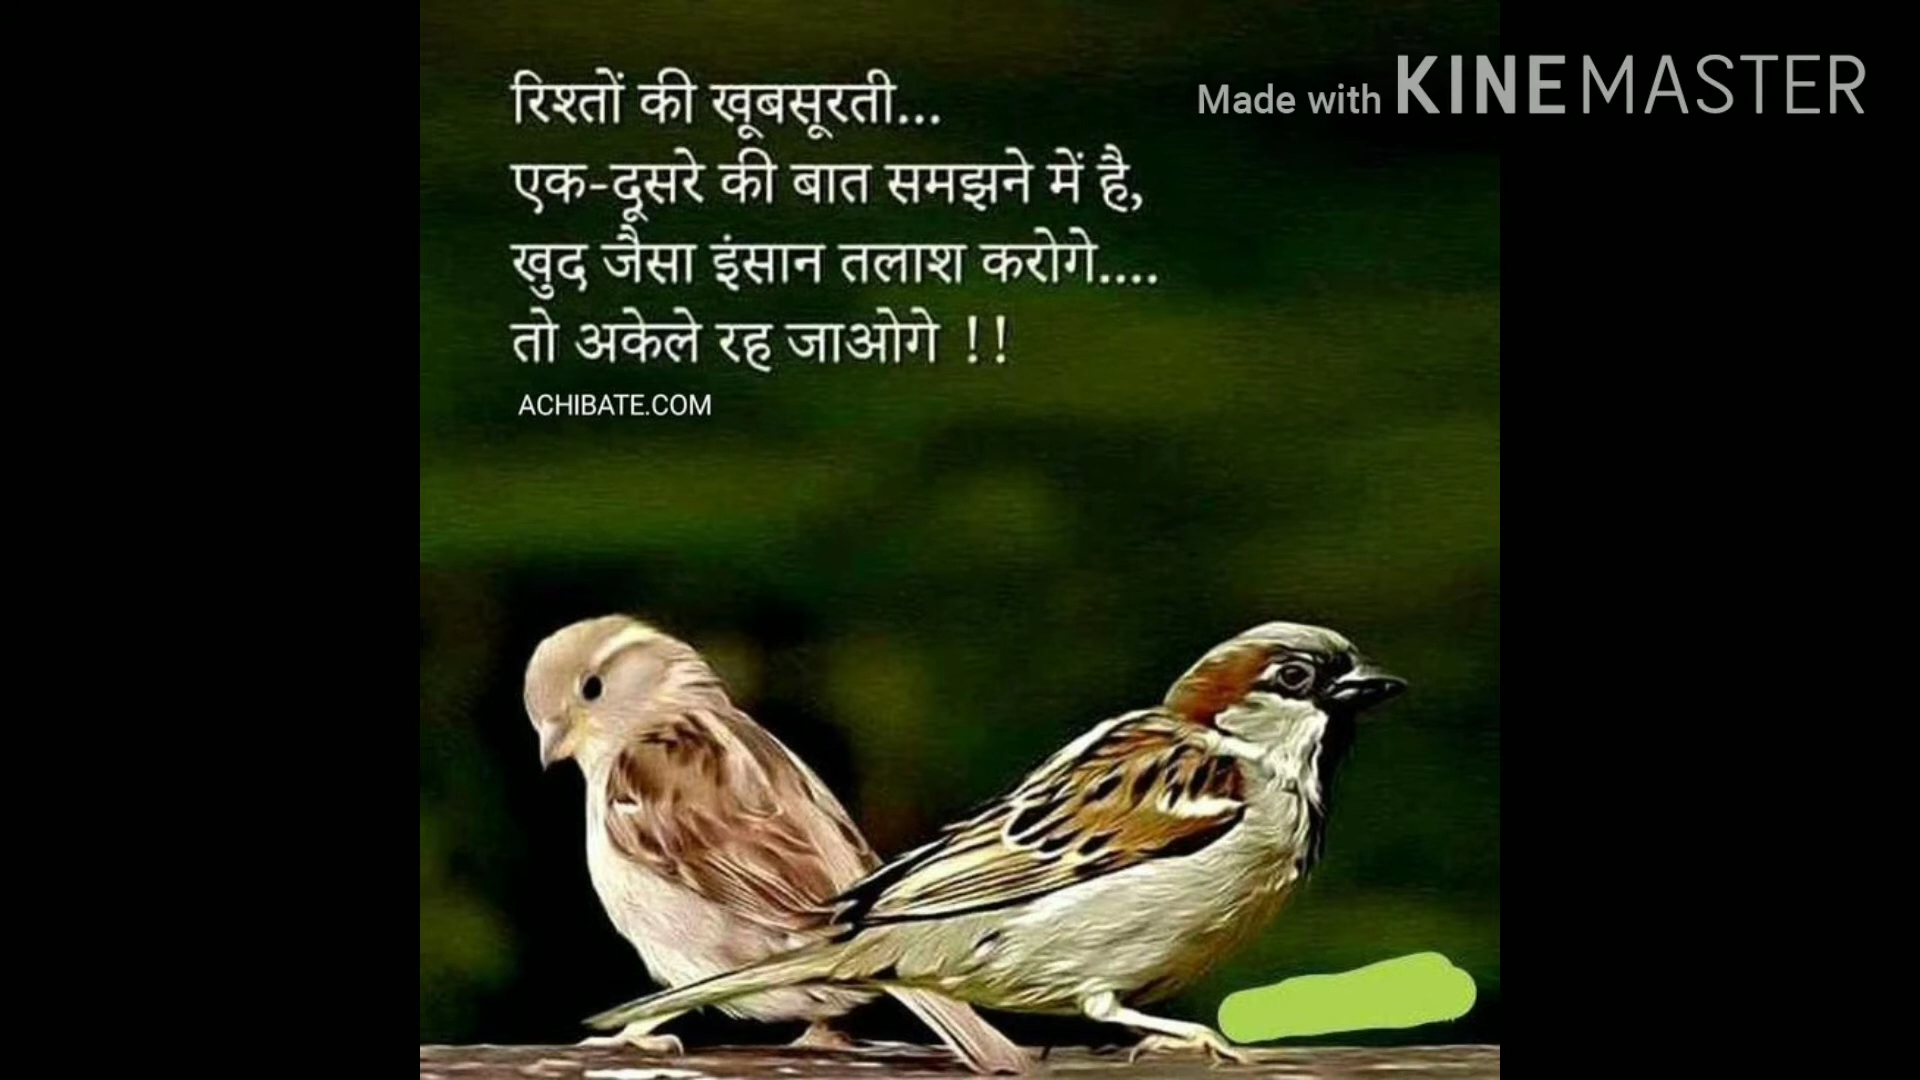 रिश्तों की खूबसूरती...
Made with KINEMASTER
एक-दूसरे की बात समझने में है,
खुद जैसा इंसान तलाश करोगे....
तो अकेले रह जाओगे !!
ACHIBATE.COM